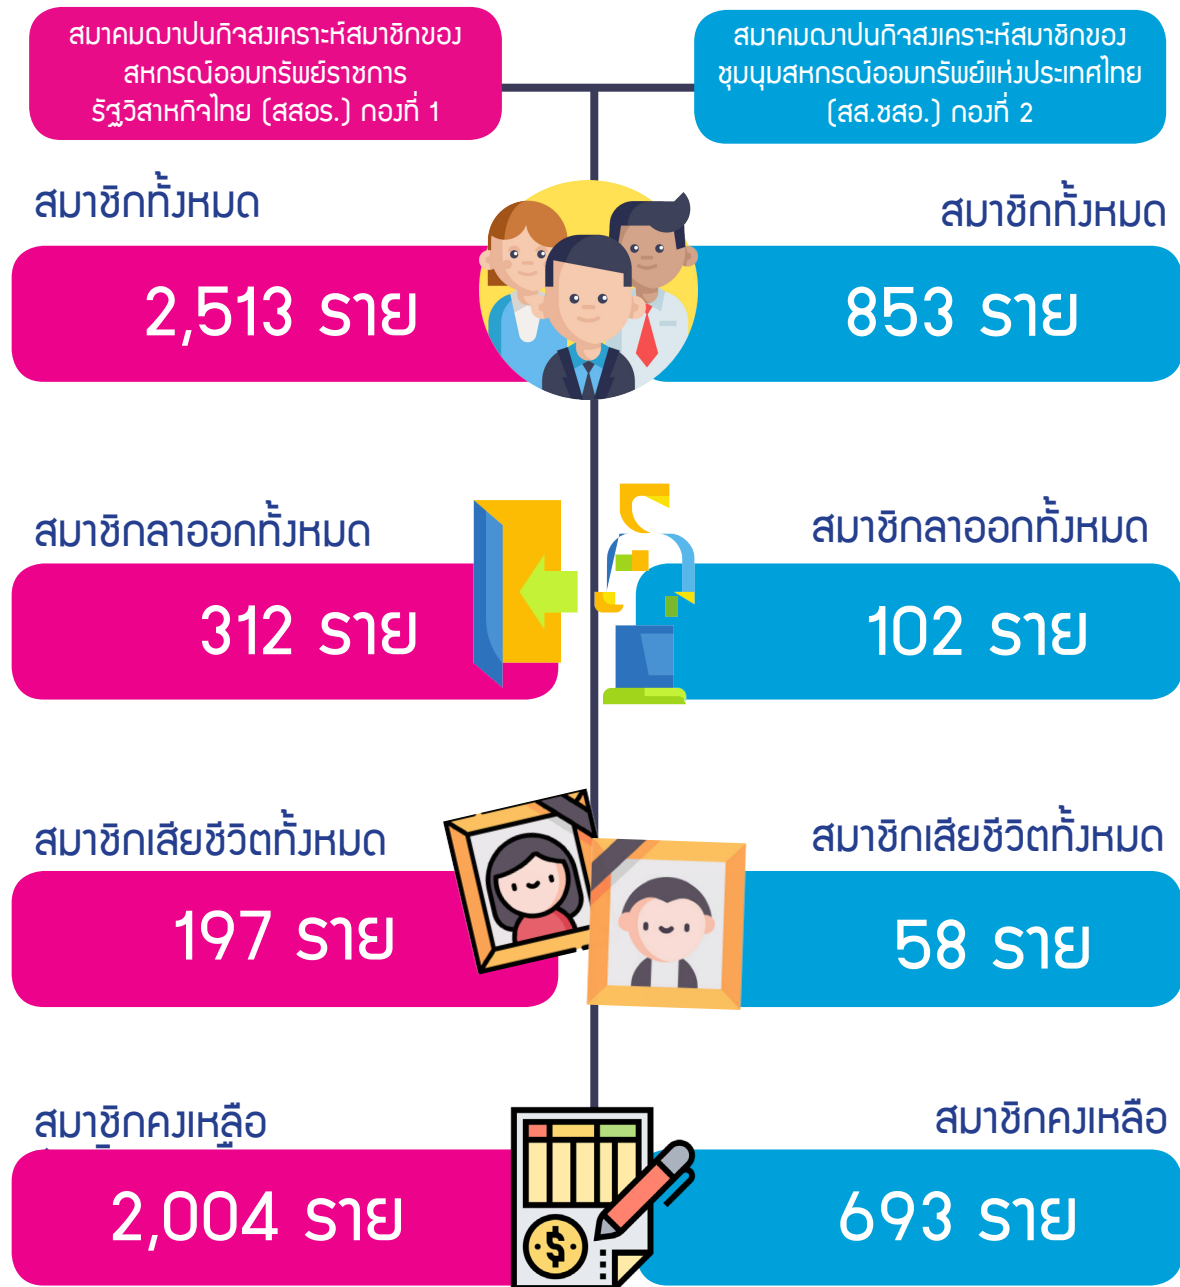 สมาคมฌาปนกิจสงเคราะห์สมาชิกของ
สหกรณ์ออมทรัพย์ราชการ
รัฐวิสาหกิจไทย (สสอร.) กองที่ 1
สมาคมฌาปนกิจสงเคราะห์สมาชิกของ
ชุมนุมสหกรณ์ออมทรัพย์แห่งประเทศไทย
(สส.ชสอ.) กองที่ 2
สมาชิกทั้งหมด
สมาชิกทั้งหมด
2,513 ราย
853 ราย
สมาชิกลาออกทั้งหมด
สมาชิกลาออกทั้งหมด
312 ราย
102 ราย
สมาชิกเสียชีวิตทั้งหมด
สมาชิกเสียชีวิตทั้งหมด
197 ราย
58 ราย
สมาชิกคงเหลือ
สมาชิกคงเหลือ
2,004 ราย
693 ราย
$